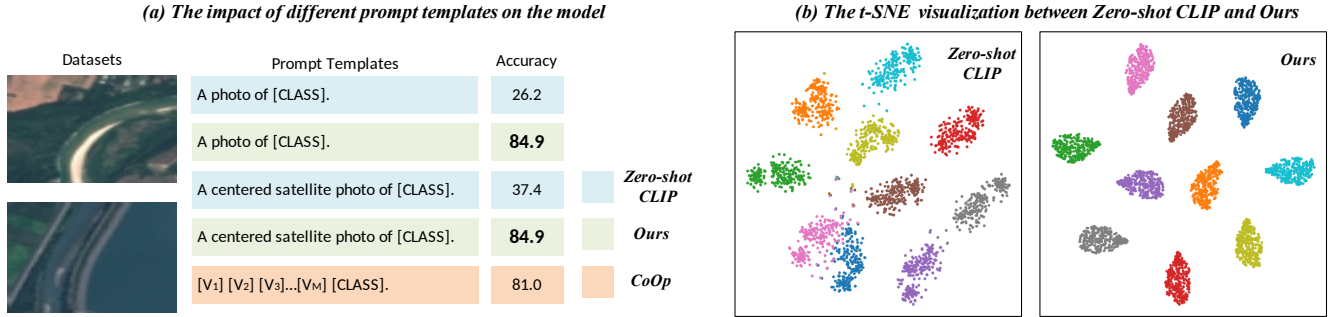 (a) The impact of different prompt templates on the model
Datasets
Prompt Templates
Accuracy
A photo of [CLASS].
26.2
A photo of [CLASS].
84.9
A centered satellite photo of [CLASS].
37.4
A centered satellite photo of [CLASS].
84.9
[V₁] [V₂] [V₃]...[Vᴍ] [CLASS].
81.0
Zero-shot
CLIP
Ours
CoOp
(b) The t-SNE visualization between Zero-shot CLIP and Ours
Zero-shot
CLIP
Ours